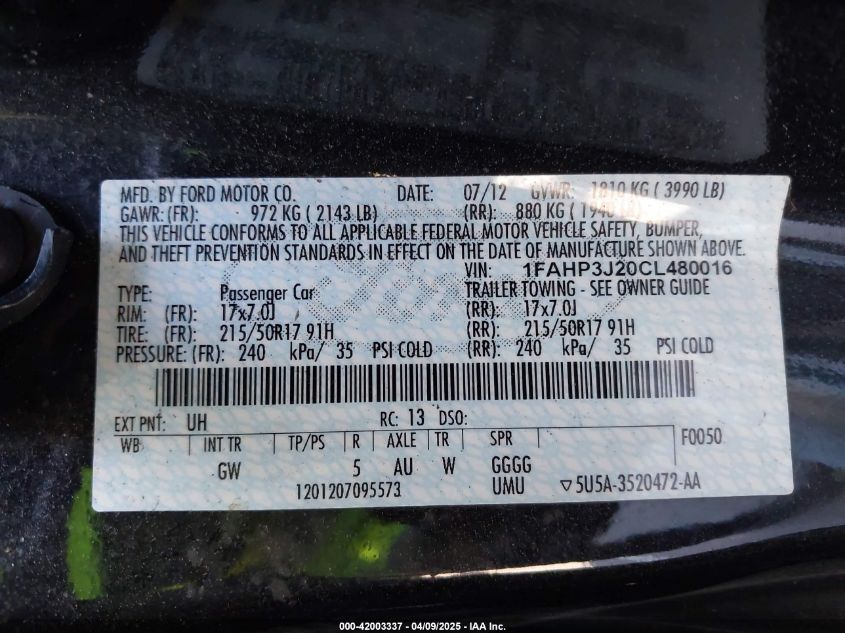 MFD. BY FORD MOTOR CO. DATE: 07/12 GVWR: 1810 KG ( 3990 LB)
GAWR: (FR): 972 KG ( 2143 LB) (RR): 880 KG ( 1940
THIS VEHICLE CONFORMS TO ALL APPLICABLE FEDERAL MOTOR VEHICLE SAFETY, BUMPER,
AND THEFT PREVENTION STANDARDS IN EFFECT ON THE DATE OF MANUFACTURE SHOWN ABOVE.
VIN: 1FAHP3J20CL480016
TYPE: Passenger Car TRAILER TOWING - SEE OWNER GUIDE
RIM: (FR): 17x7.0J (RR): 17x7.0J
TIRE: (FR): 215/50R17 91H (RR): 215/50R17 91H
PRESSURE: (FR): 240 kPa/ 35 PSI COLD (RR): 240 kPa/ 35 PSI COLD
EXT PNT: UH RC: 13 DSO:
WB INT TR TP/PS R AXLE TR SPR F0050
GW 5 AU W GGGG
1201207095573 UMU ▽5U5A-3520472-AA
000-42003337 - 04/09/2025 - IAA Inc.